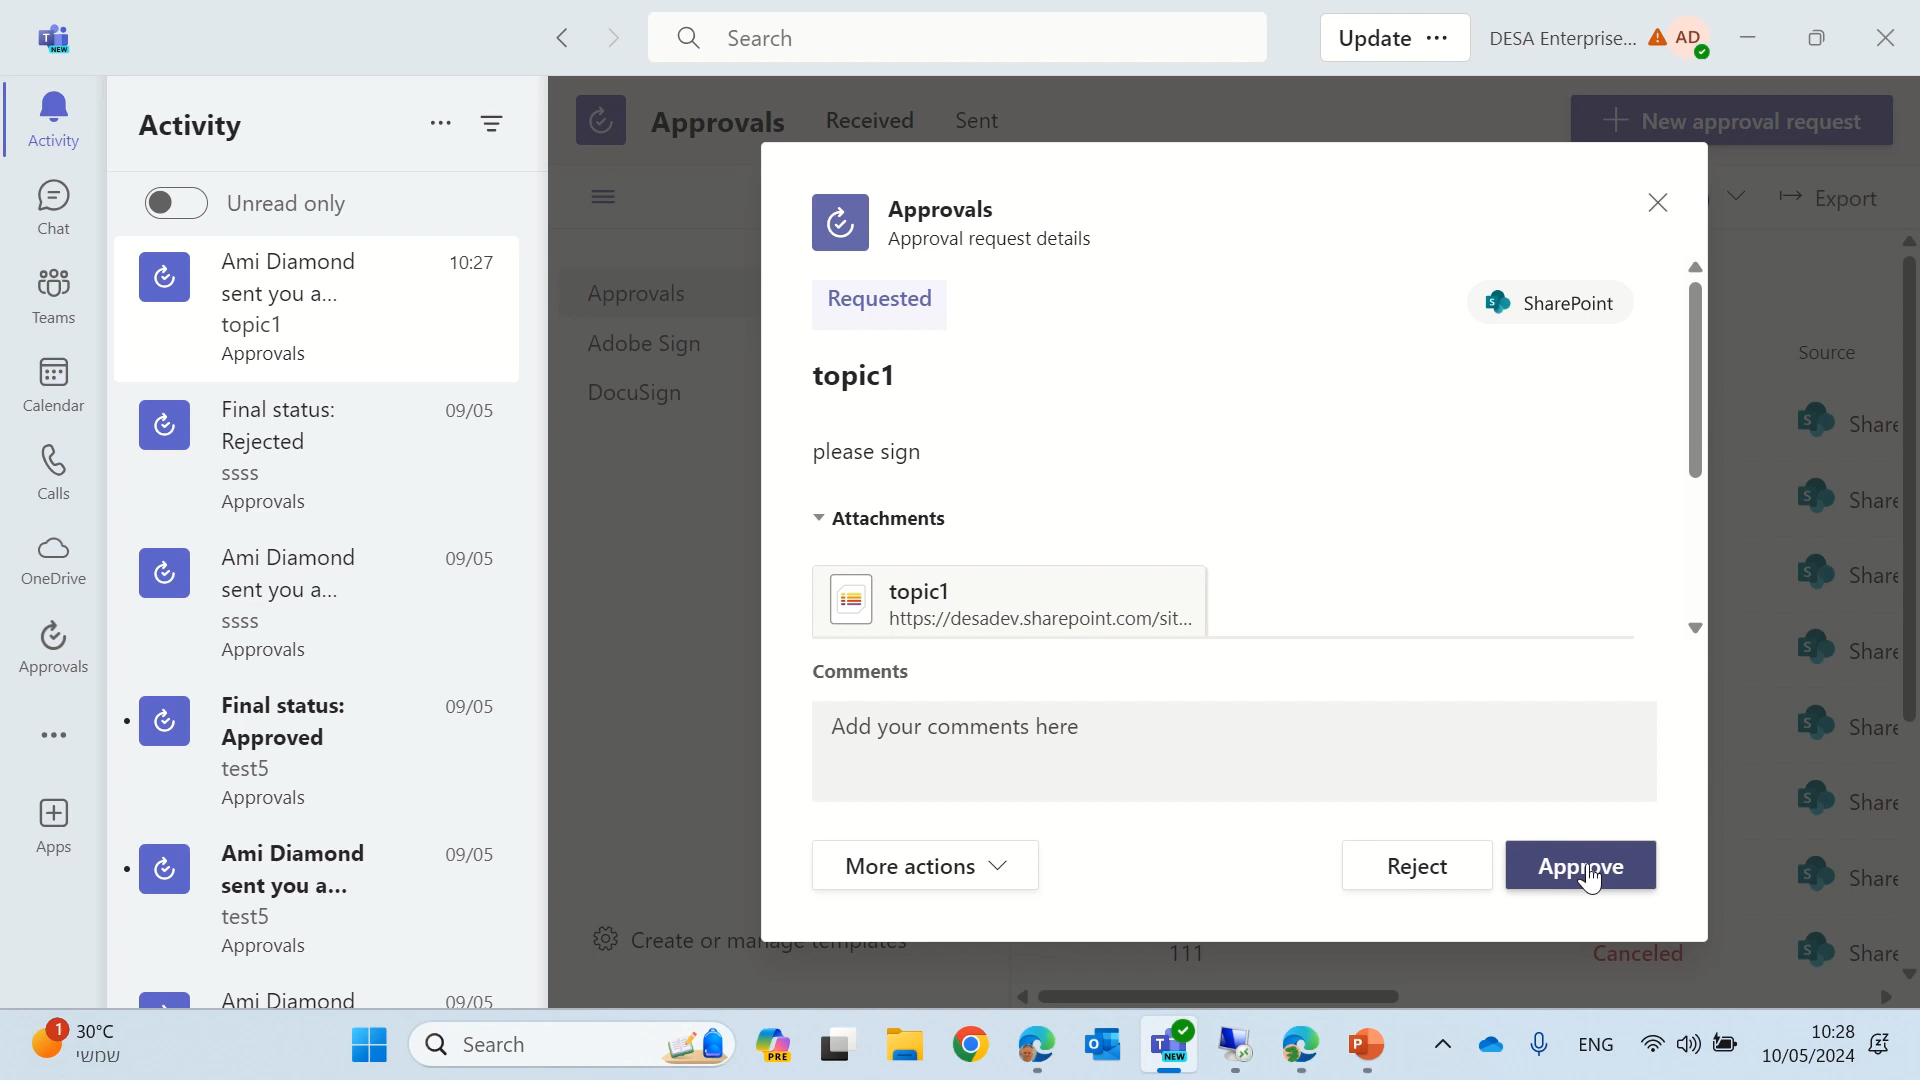 Search
Update
DESA Enterprise...
AD
Activity
Chat
Teams
Calendar
Calls
OneDrive
Approvals
Apps
Activity
Unread only
Ami Diamond
sent you a...
10:27
topic1
Approvals
Final status:
Rejected
09/05
ssss
Approvals
Ami Diamond
sent you a...
09/05
ssss
Approvals
Final status:
Approved
09/05
test5
Approvals
Ami Diamond
sent you a...
09/05
test5
Approvals
Ami Diamond
09/05
Approvals
Received
Sent
New approval request
Export
Approvals
Adobe Sign
DocuSign
Create or manage templates
Source
Share
Share
Share
Share
Share
Share
Share
Share
111
Canceled
Approvals
Approval request details
Requested
SharePoint
topic1
please sign
Attachments
topic1
https://desadev.sharepoint.com/sit...
Comments
Add your comments here
More actions
Reject
Approve
1
30°C
שמשי
Search
PRE
NEW
ENG
10:28
10/05/2024